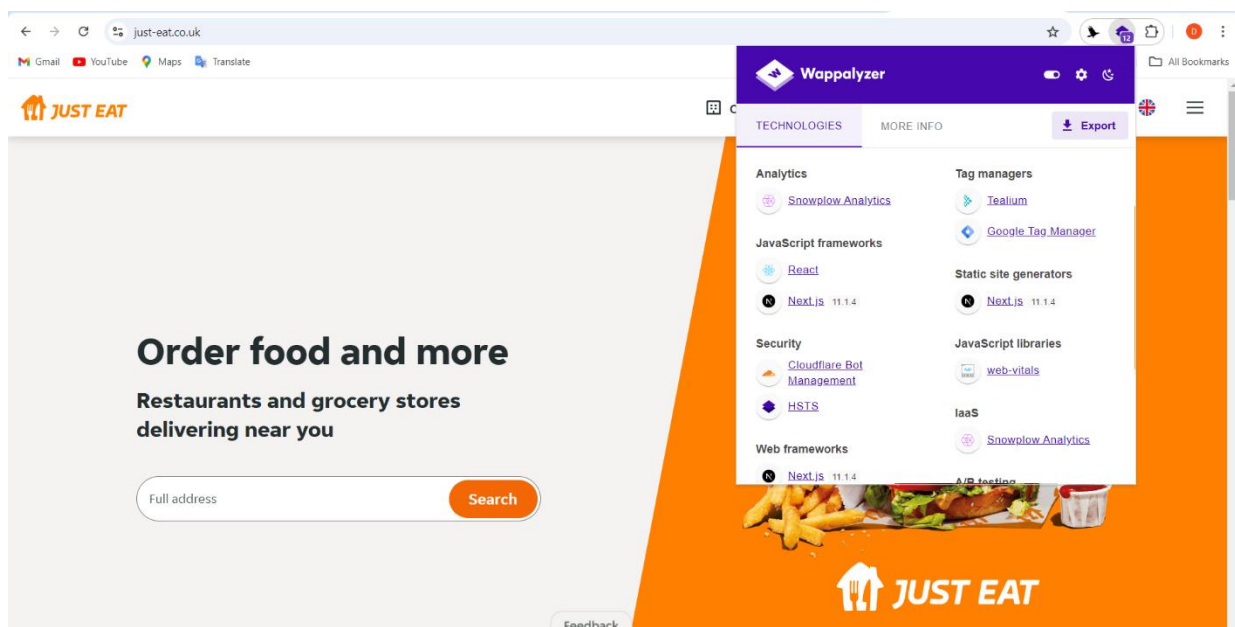 just-eat.co.uk
12
D
Gmail YouTube Maps Translate
All Bookmarks
JUST EAT
Wappalyzer
TECHNOLOGIES MORE INFO Export
Analytics
Snowplow Analytics
JavaScript frameworks
React
Next.js 11.1.4
Security
Cloudflare Bot
Management
HSTS
Web frameworks
Next.js 11.1.4
Tag managers
Tealium
Google Tag Manager
Static site generators
Next.js 11.1.4
JavaScript libraries
web-vitals
IaaS
Snowplow Analytics
A/B testing
Order food and more
Restaurants and grocery stores
delivering near you
Full address Search
JUST EAT
Feedback